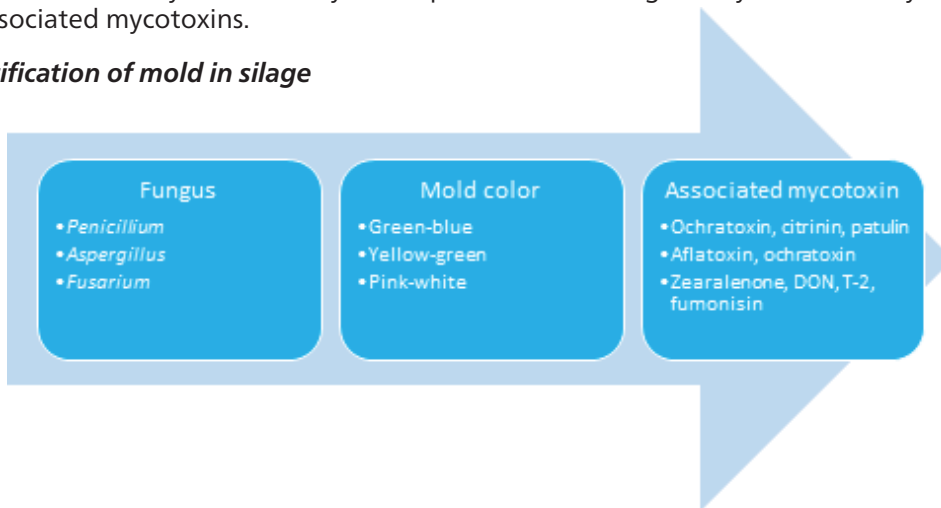 sociated mycotoxins.
ification of mold in silage
Fungus
•Penicillium
•Aspergillus
•Fusarium
Mold color
•Green-blue
•Yellow-green
•Pink-white
Associated mycotoxin
•Ochratoxin, citrinin, patulin
•Aflatoxin, ochratoxin
•Zearalenone, DON, T-2,
fumonisin